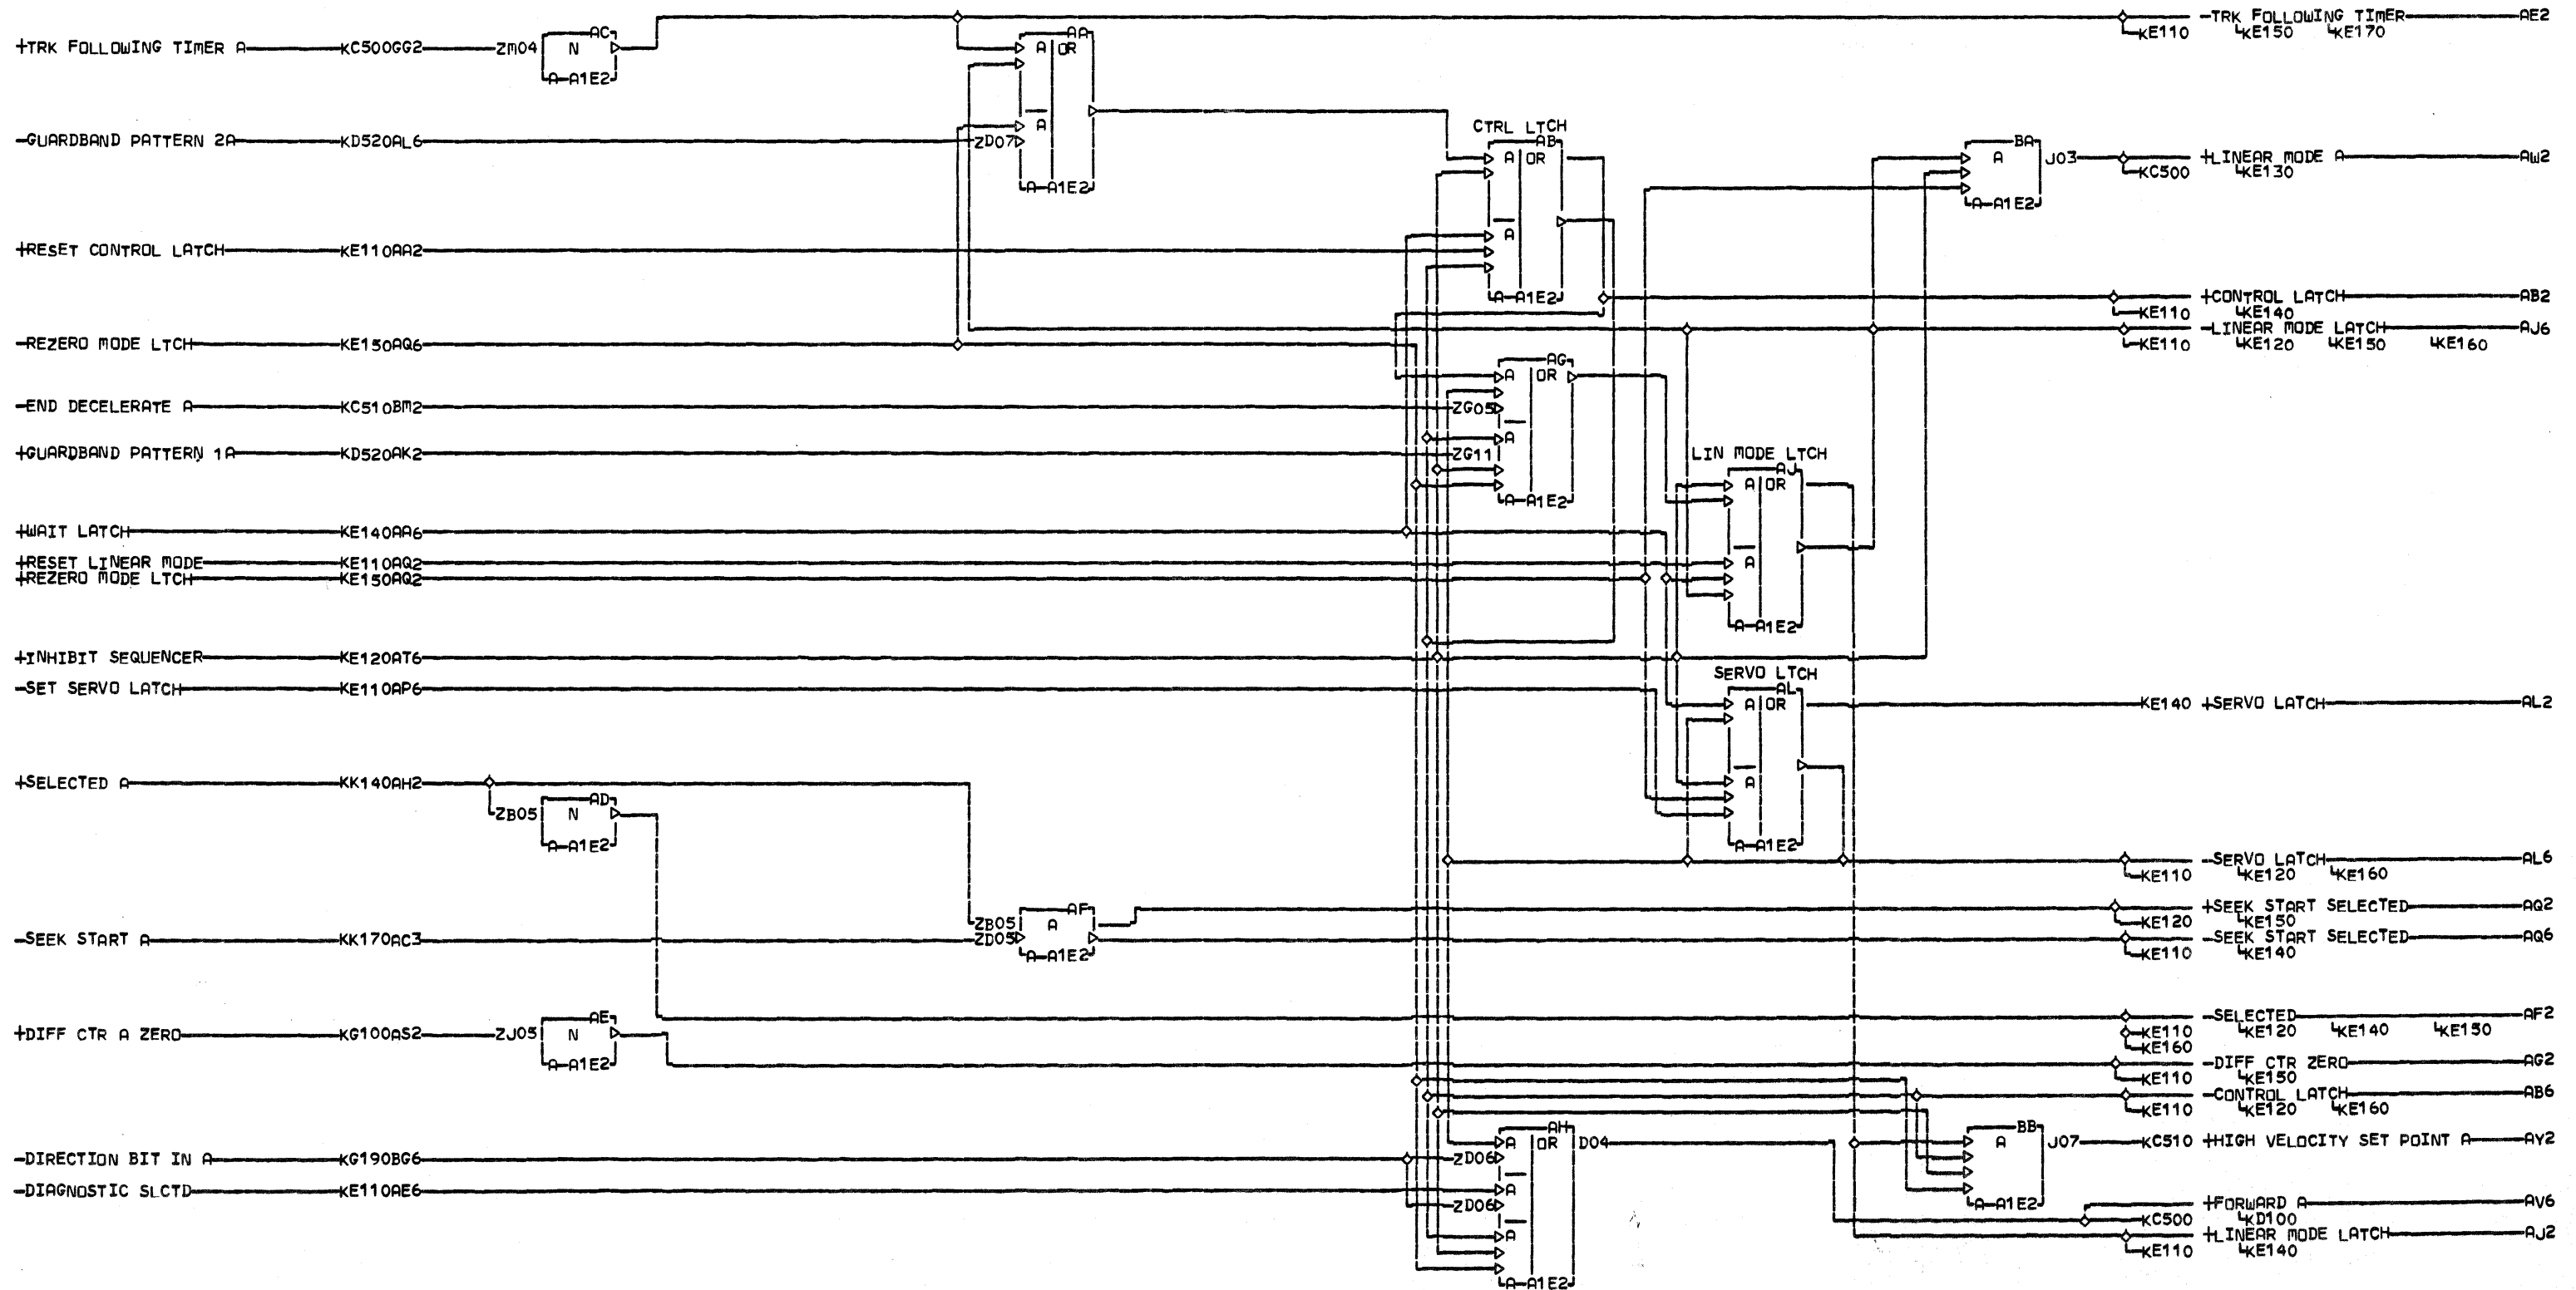 -TRK FOLLOWING TIMER AE2
KE110 KE150 KE170
+TRK FOLLOWING TIMER A KC500GG2 ZM04
AC
N
A-A1E2
AA
A OR
A
A-A1E2
-GUARDBAND PATTERN 2A KD520AL6 ZD07
CTRL LTCH
AB
A OR
A
A-A1E2
BA
A
A-A1E2
J03 +LINEAR MODE A AW2
KC500 KE130
+RESET CONTROL LATCH KE110AA2
+CONTROL LATCH AB2
KE110 KE140
-LINEAR MODE LATCH AJ6
KE110 KE120 KE150 KE160
-REZERO MODE LTCH KE150AQ6
AG
A OR
A
A-A1E2
-END DECELERATE A KC510BM2 ZG05
+GUARDBAND PATTERN 1A KD520AK2 ZG11
LIN MODE LTCH
AJ
A OR
A
A-A1E2
+WAIT LATCH KE140AA6
+RESET LINEAR MODE KE110AQ2
+REZERO MODE LTCH KE150AQ2
+INHIBIT SEQUENCER KE120AT6
-SET SERVO LATCH KE110AP6
SERVO LTCH
AL
A OR
A
A-A1E2
KE140 +SERVO LATCH AL2
+SELECTED A KK140AH2
ZB05
AD
N
A-A1E2
-SERVO LATCH AL6
KE110 KE120 KE160
ZB05
AF
A
A-A1E2
+SEEK START SELECTED AQ2
KE120 KE150
-SEEK START A KK170AC3 ZD05
-SEEK START SELECTED AQ6
KE110 KE140
-SELECTED AF2
KE110 KE120 KE140 KE150
KE160
+DIFF CTR A ZERO KG100AS2 ZJ05
AE
N
A-A1E2
-DIFF CTR ZERO AG2
KE110 KE150
-CONTROL LATCH AB6
KE110 KE120 KE160
AH
A OR
A
A
A-A1E2
D04
BB
A
A-A1E2
J07 KC510 +HIGH VELOCITY SET POINT A AY2
-DIRECTION BIT IN A KG190BG6 ZD06
-DIAGNOSTIC SLCTD KE110AE6
ZD06
+FORWARD A AV6
KC500 KD100
+LINEAR MODE LATCH AJ2
KE110 KE140